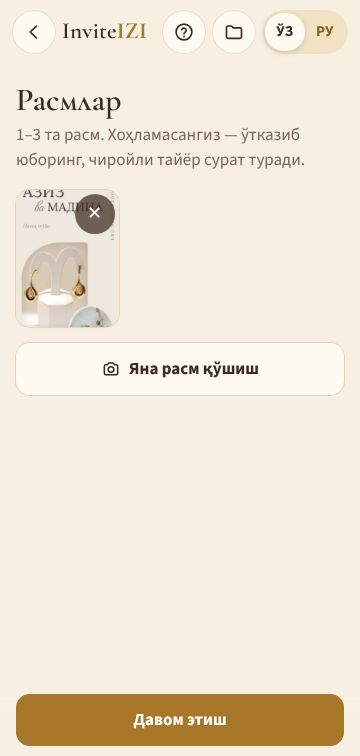 InviteIZI
ЎЗ
РУ
Расмлар
1–3 та расм. Хоҳламасангиз — ўтказиб
юборинг, чиройли тайёр сурат туради.
АЗИЗ
ва МАДИНА
Яна расм қўшиш
Давом этиш